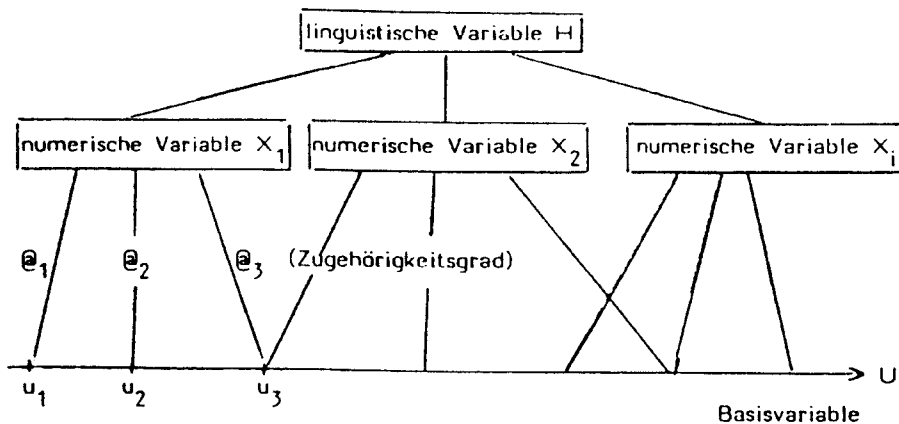 linguistische Variable H
numerische Variable X₁
numerische Variable X₂
numerische Variable Xᵢ
@₁
@₂
@₃ (Zugehörigkeitsgrad)
u₁
u₂
u₃
U
Basisvariable